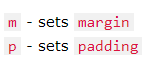 m - sets margin
p - sets padding